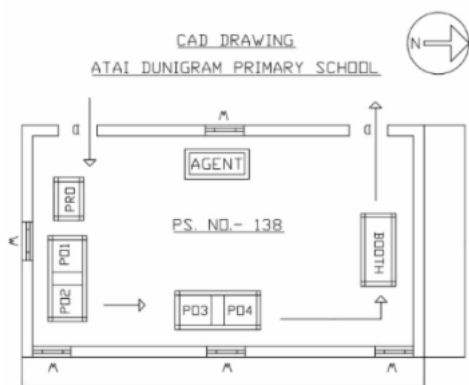 CAD DRAWING
ATAI DUNIGRAM PRIMARY SCHOOL
N
W
D
D
AGENT
PRO
PS. NO.- 138
W
PO1
PO2
BOOTH
PO3
PO4
W
W
W